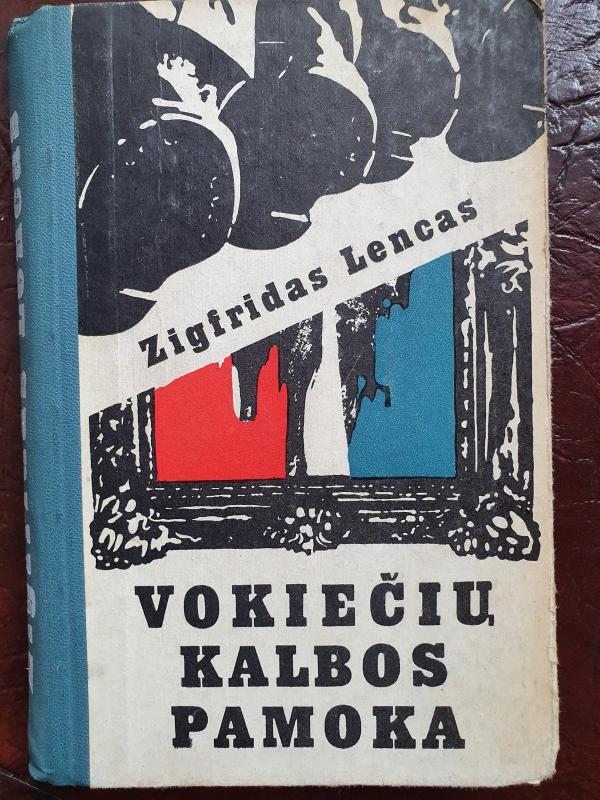 Zigfridas Lencas
VOKIEČIŲ
KALBOS
PAMOKA